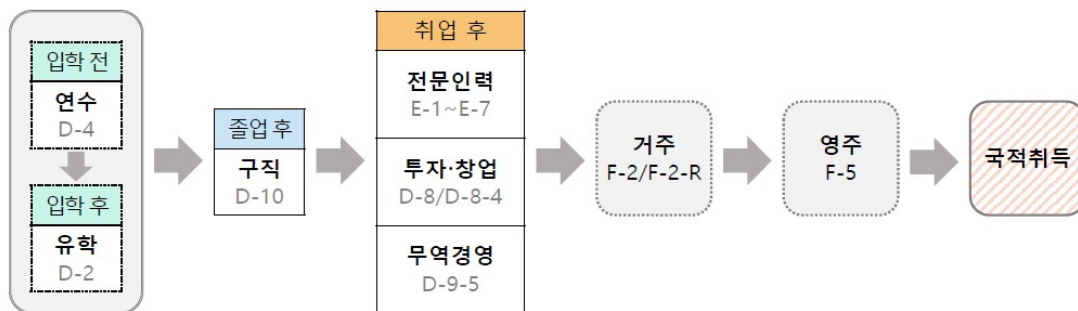 입학 전
연수
D-4
입학 후
유학
D-2
졸업 후
구직
D-10
취업 후
전문인력
E-1~E-7
투자·창업
D-8/D-8-4
무역경영
D-9-5
거주
F-2/F-2-R
영주
F-5
국적취득